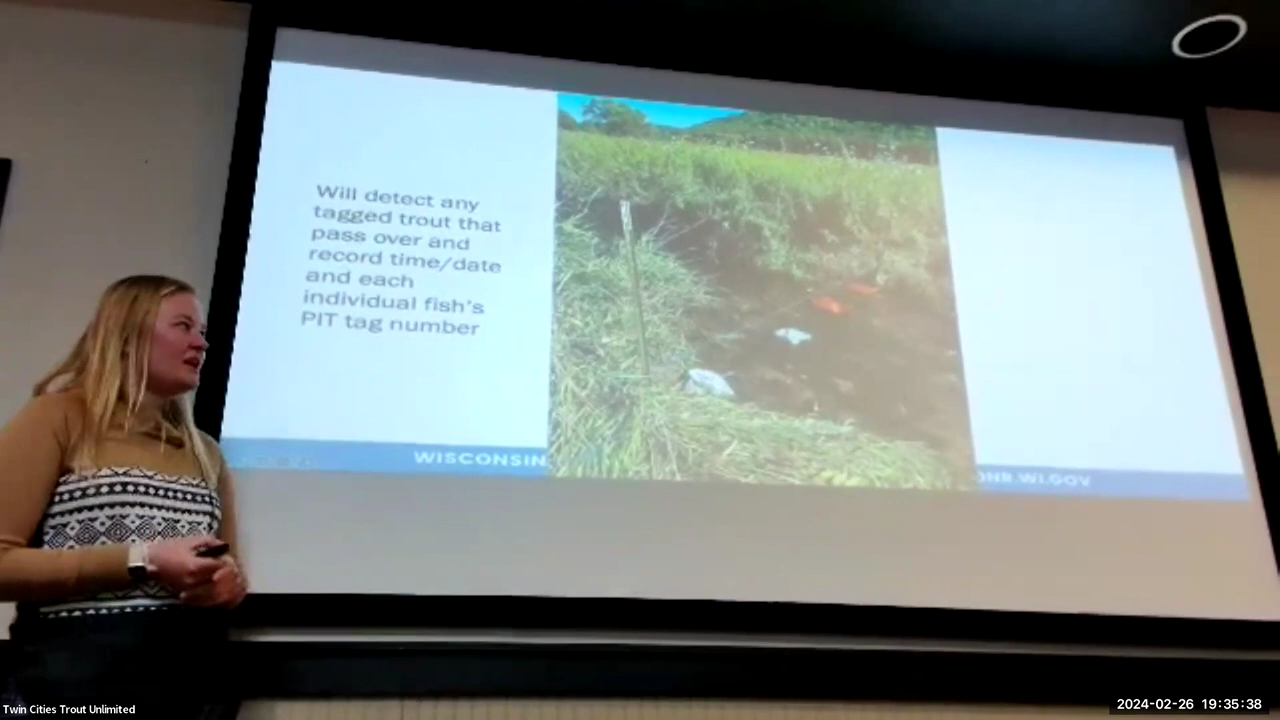 Will detect any
tagged trout that
pass over and
record time/date
and each
individual fish's
PIT tag number
WISCONSIN
DNR.WI.GOV
Twin Cities Trout Unlimited
2024-02-26 19:35:38